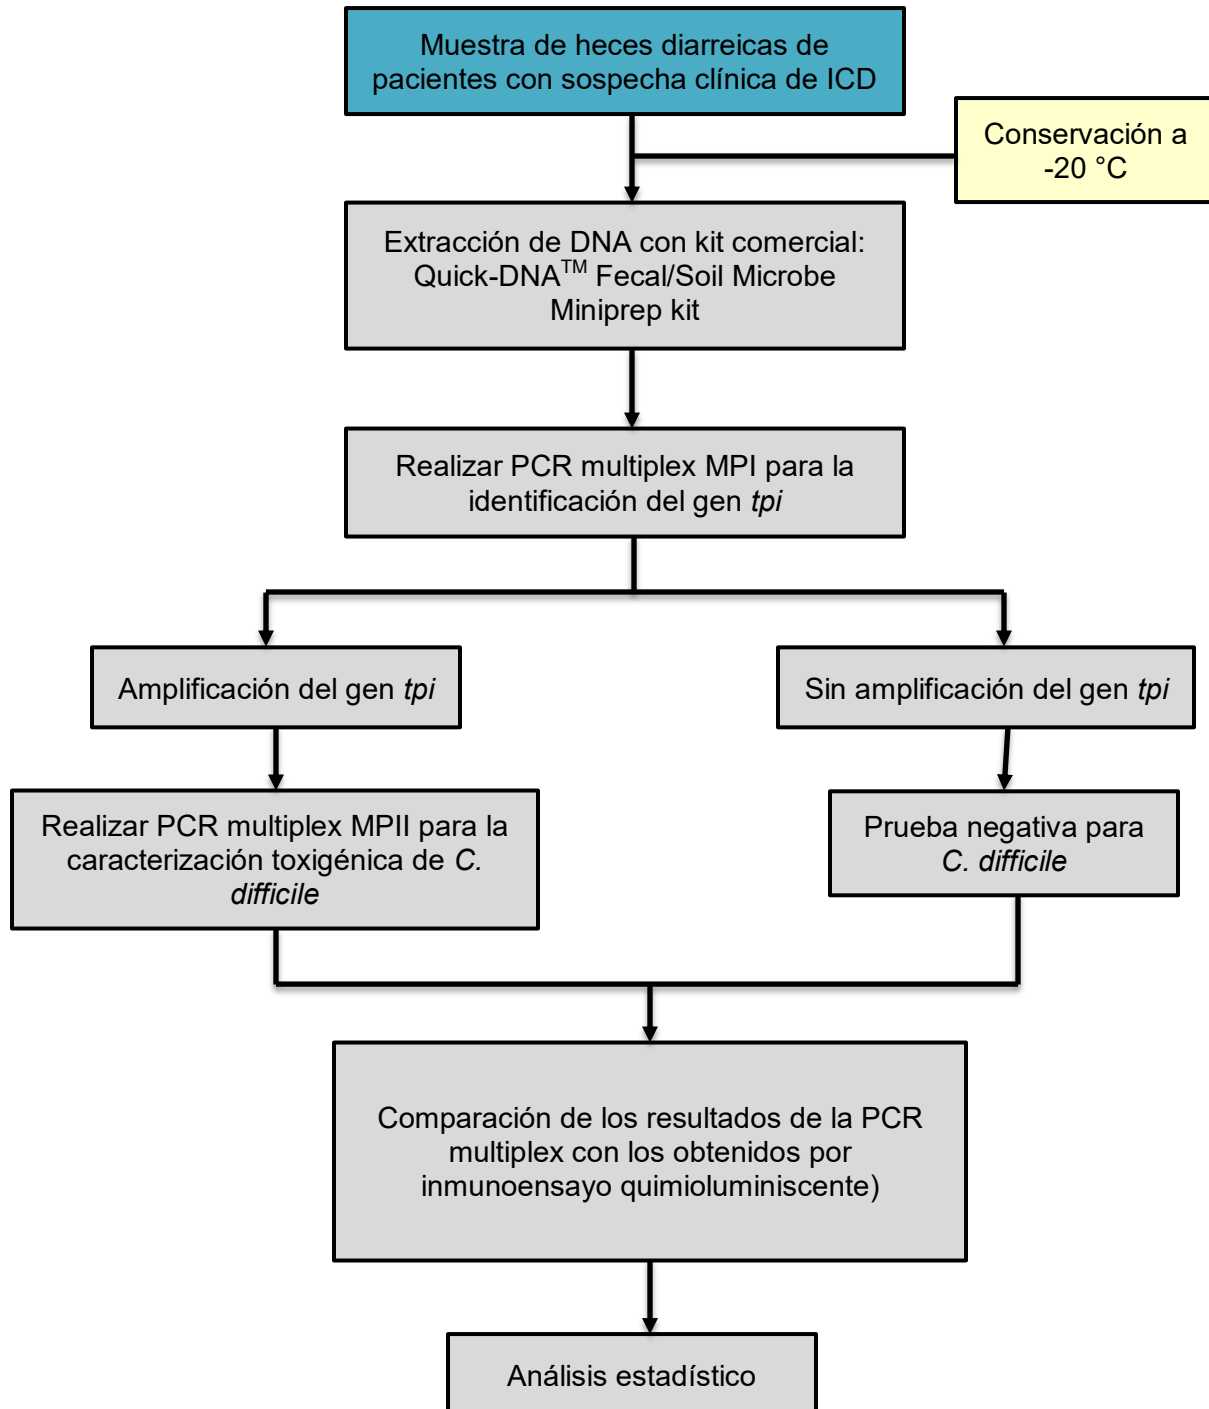 Muestra de heces diarreicas de
pacientes con sospecha clínica de ICD
Conservación a
-20 °C
Extracción de DNA con kit comercial:
Quick-DNA™ Fecal/Soil Microbe
Miniprep kit
Realizar PCR multiplex MPI para la
identificación del gen tpi
Amplificación del gen tpi
Sin amplificación del gen tpi
Realizar PCR multiplex MPII para la
caracterización toxigénica de C.
difficile
Prueba negativa para
C. difficile
Comparación de los resultados de la PCR
multiplex con los obtenidos por
inmunoensayo quimioluminiscente)
Análisis estadístico